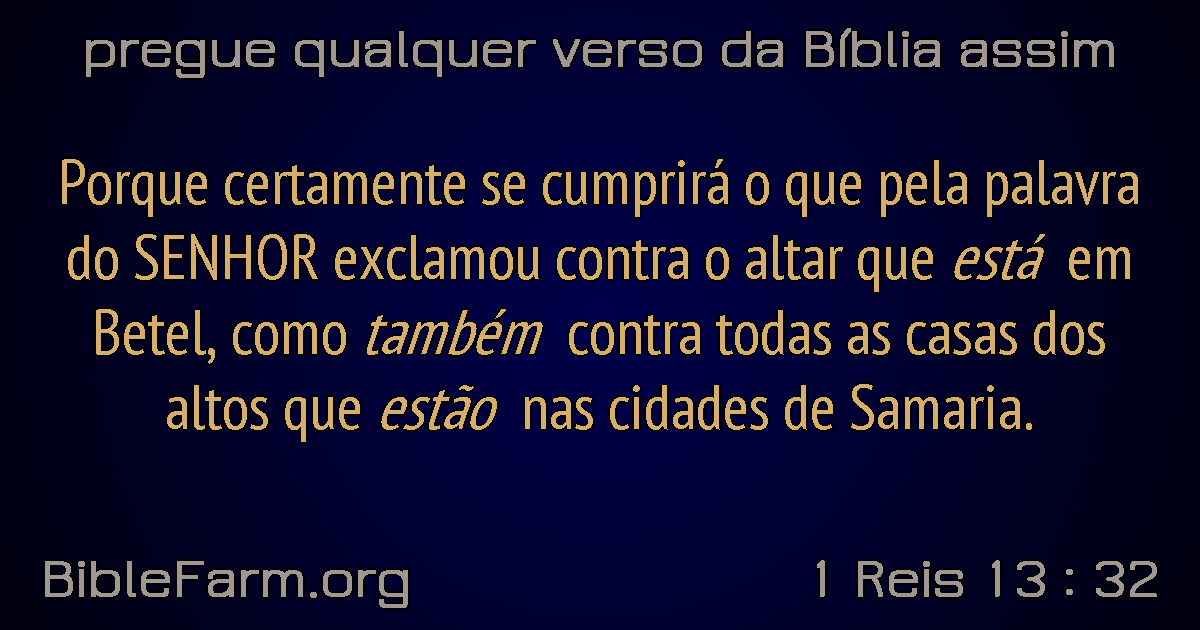 pregue qualquer verso da Bíblia assim
Porque certamente se cumprirá o que pela palavra
do SENHOR exclamou contra o altar que está em
Betel, como também contra todas as casas dos
altos que estão nas cidades de Samaria.
BibleFarm.org
1 Reis 13 : 32